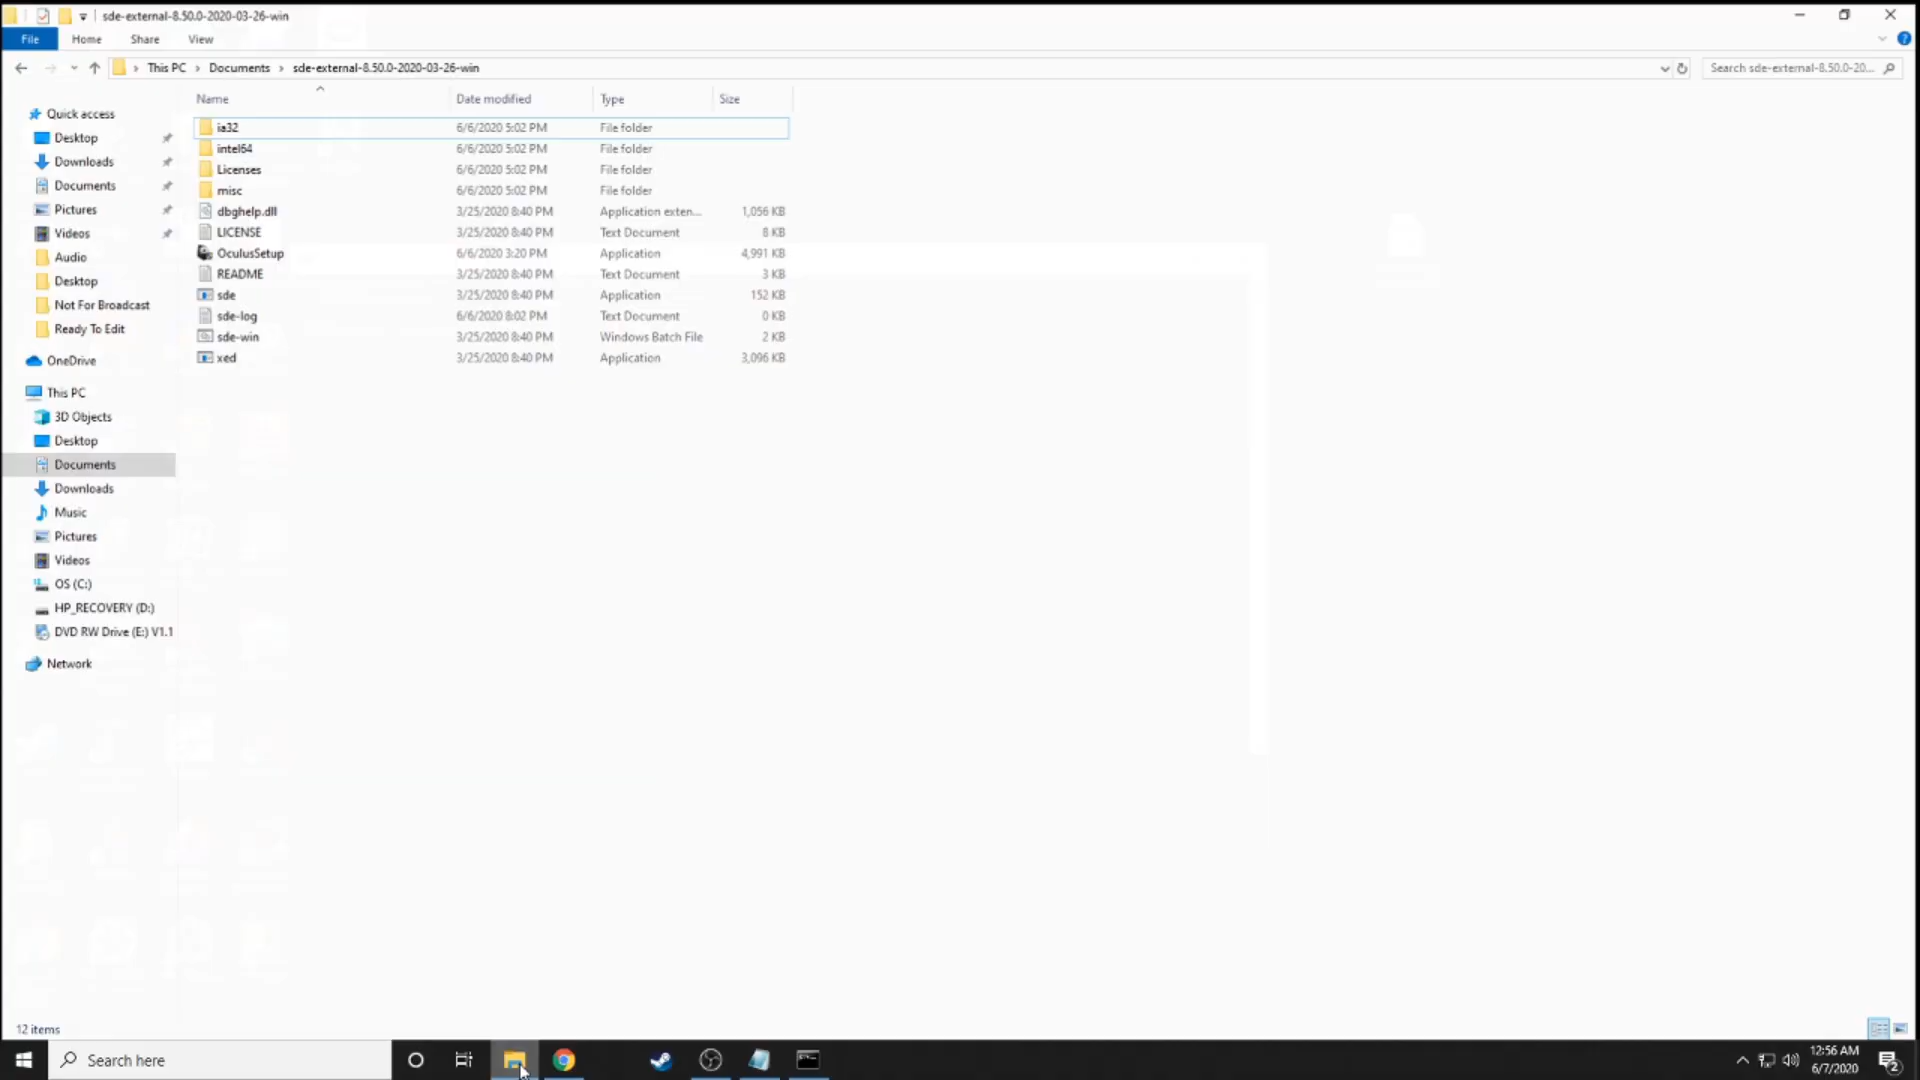 sde-external-8.50.0-2020-03-26-win
File Home Share View
This PC > Documents > sde-external-8.50.0-2020-03-26-win
Search sde-external-8.50.0-20...
Name Date modified Type Size
ia32 6/6/2020 5:02 PM File folder
intel64 6/6/2020 5:02 PM File folder
Licenses 6/6/2020 5:02 PM File folder
misc 6/6/2020 5:02 PM File folder
dbghelp.dll 3/25/2020 8:40 PM Application exten... 1,056 KB
LICENSE 3/25/2020 8:40 PM Text Document 8 KB
OculusSetup 6/6/2020 3:20 PM Application 4,991 KB
README 3/25/2020 8:40 PM Text Document 3 KB
sde 3/25/2020 8:40 PM Application 152 KB
sde-log 6/6/2020 8:02 PM Text Document 0 KB
sde-win 3/25/2020 8:40 PM Windows Batch File 2 KB
xed 3/25/2020 8:40 PM Application 3,096 KB
Quick access
Desktop
Downloads
Documents
Pictures
Videos
Audio
Desktop
Not For Broadcast
Ready To Edit
OneDrive
This PC
3D Objects
Desktop
Documents
Downloads
Music
Pictures
Videos
OS (C:)
HP_RECOVERY (D:)
DVD RW Drive (E:) V1.1
Network
12 items
Search here
12:56 AM
6/7/2020
2